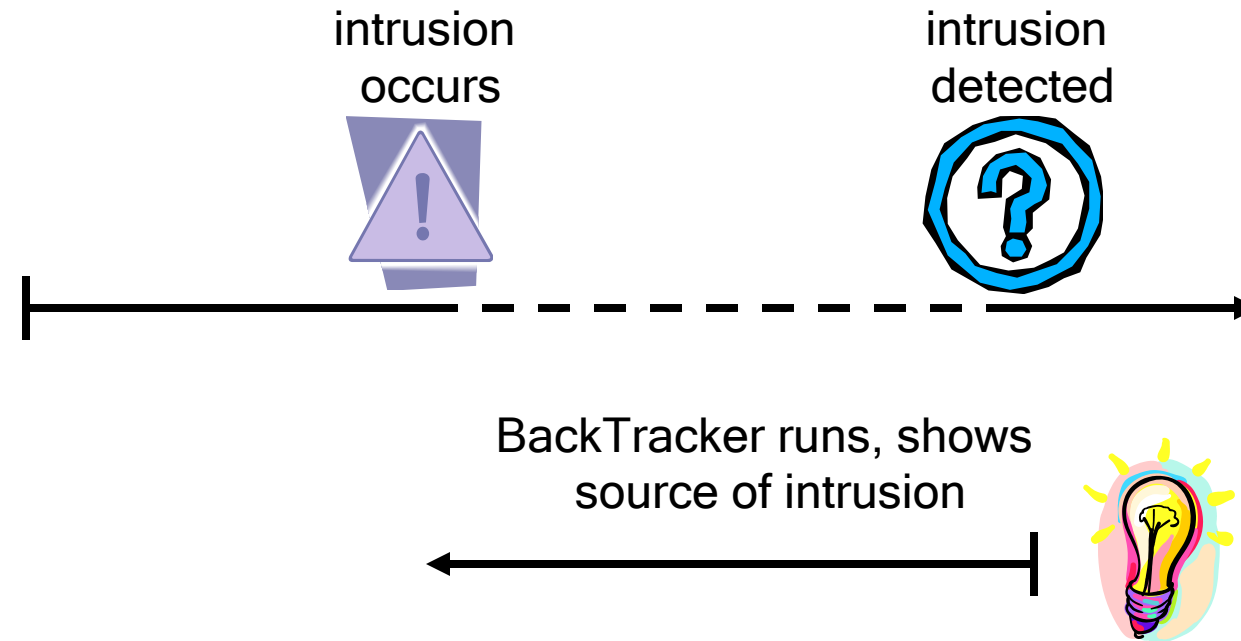 intrusion
occurs
intrusion
detected
BackTracker runs, shows
source of intrusion